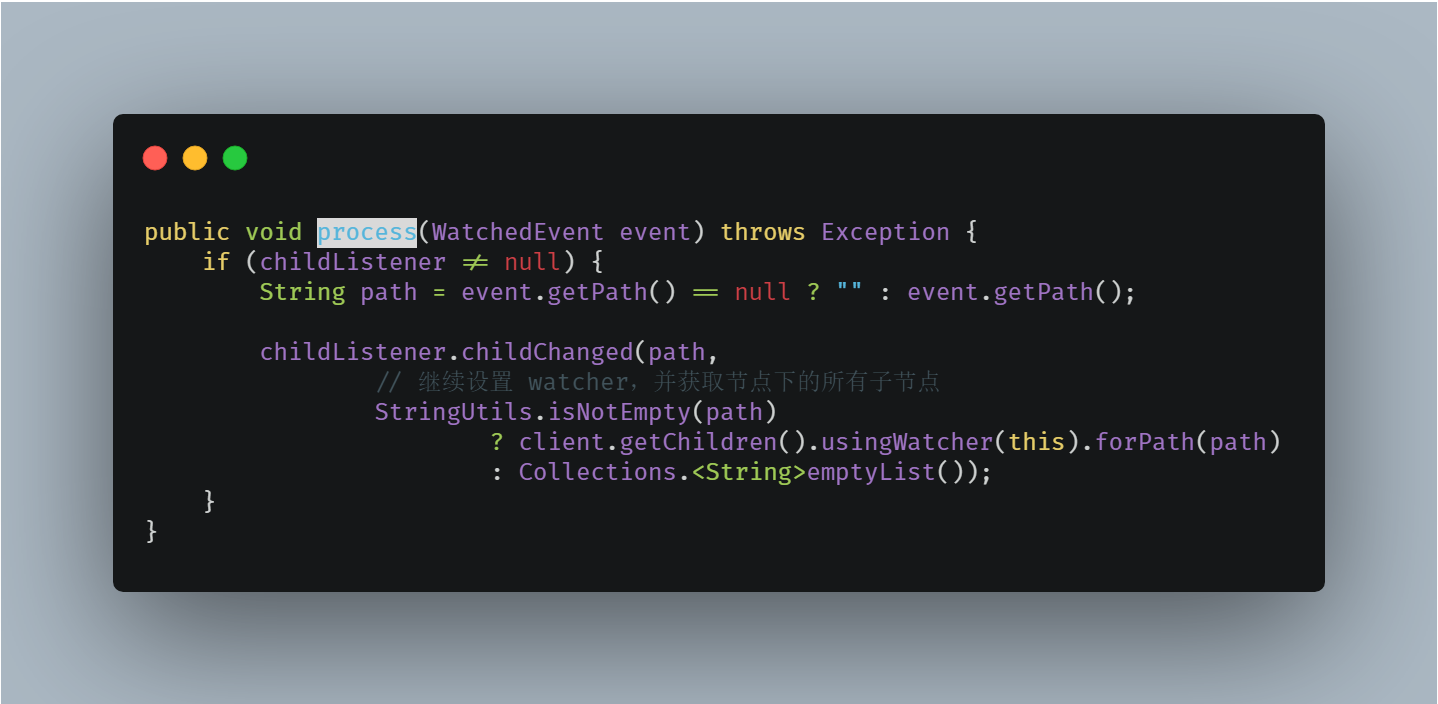 public void process(WatchedEvent event) throws Exception {
    if (childListener != null) {
        String path = event.getPath() == null ? "" : event.getPath();
        childListener.childChanged(path,
                // 继续设置 watcher，并获取节点下的所有子节点
                StringUtils.isNotEmpty(path)
                        ? client.getChildren().usingWatcher(this).forPath(path)
                        : Collections.<String>emptyList());
    }
}